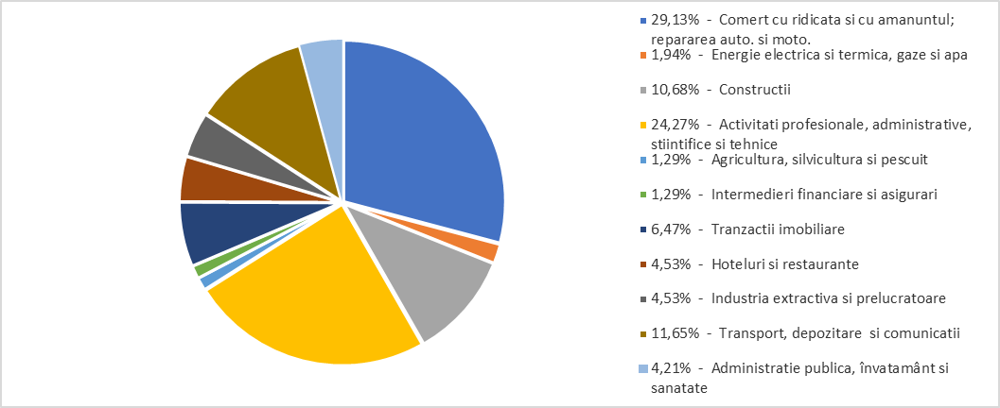 29,13% - Comert cu ridicata si cu amanuntul;
repararea auto. si moto.
1,94% - Energie electrica si termica, gaze si apa
10,68% - Constructii
24,27% - Activitati profesionale, administrative,
stiintifice si tehnice
1,29% - Agricultura, silvicultura si pescuit
1,29% - Intermedieri financiare si asigurari
6,47% - Tranzactii imobiliare
4,53% - Hoteluri si restaurante
4,53% - Industria extractiva si prelucratoare
11,65% - Transport, depozitare si comunicatii
4,21% - Administratie publica, învatamânt si
sanatate